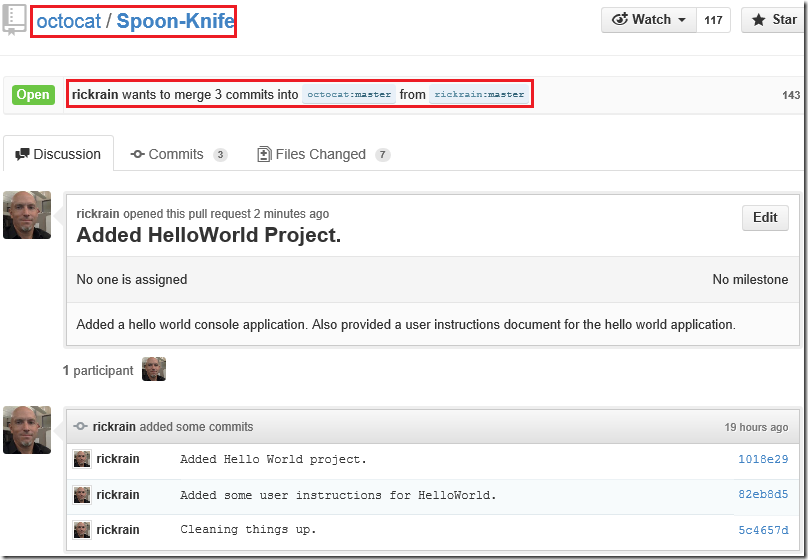 octocat / Spoon-Knife
Watch 117 Star
Open rickrain wants to merge 3 commits into octocat:master from rickrain:master 143
Discussion Commits 3 Files Changed 7
rickrain opened this pull request 2 minutes ago
Edit
Added HelloWorld Project.
No one is assigned No milestone
Added a hello world console application. Also provided a user instructions document for the hello world application.
1 participant
rickrain added some commits 19 hours ago
rickrain Added Hello World project. 1018e29
rickrain Added some user instructions for HelloWorld. 82eb8d5
rickrain Cleaning things up. 5c4657d